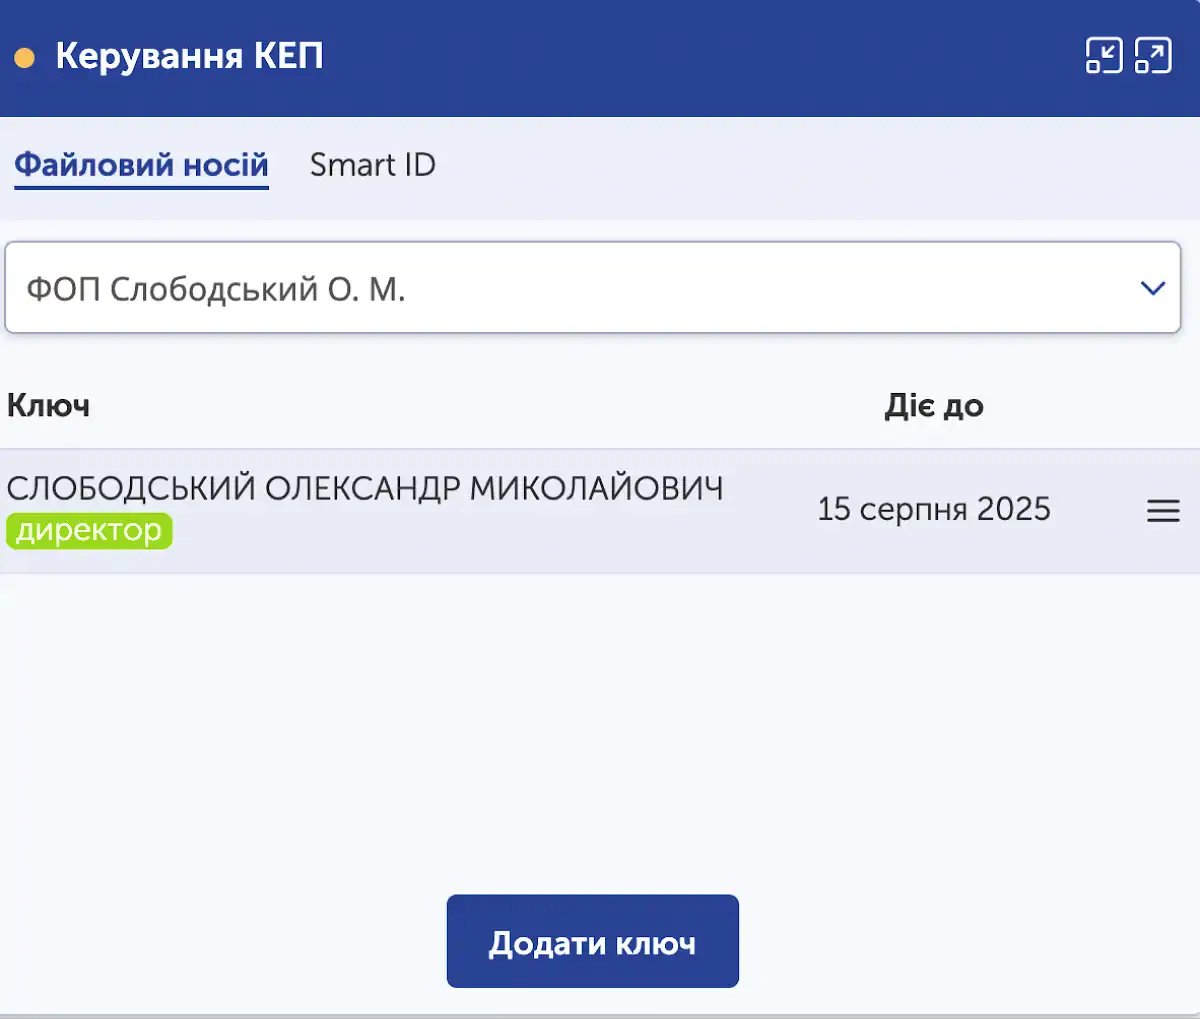 Керування КЕП
Файловий носій Smart ID
ФОП Слободський О. М.
Ключ Діє до
СЛОБОДСЬКИЙ ОЛЕКСАНДР МИКОЛАЙОВИЧ
директор
15 серпня 2025
Додати ключ